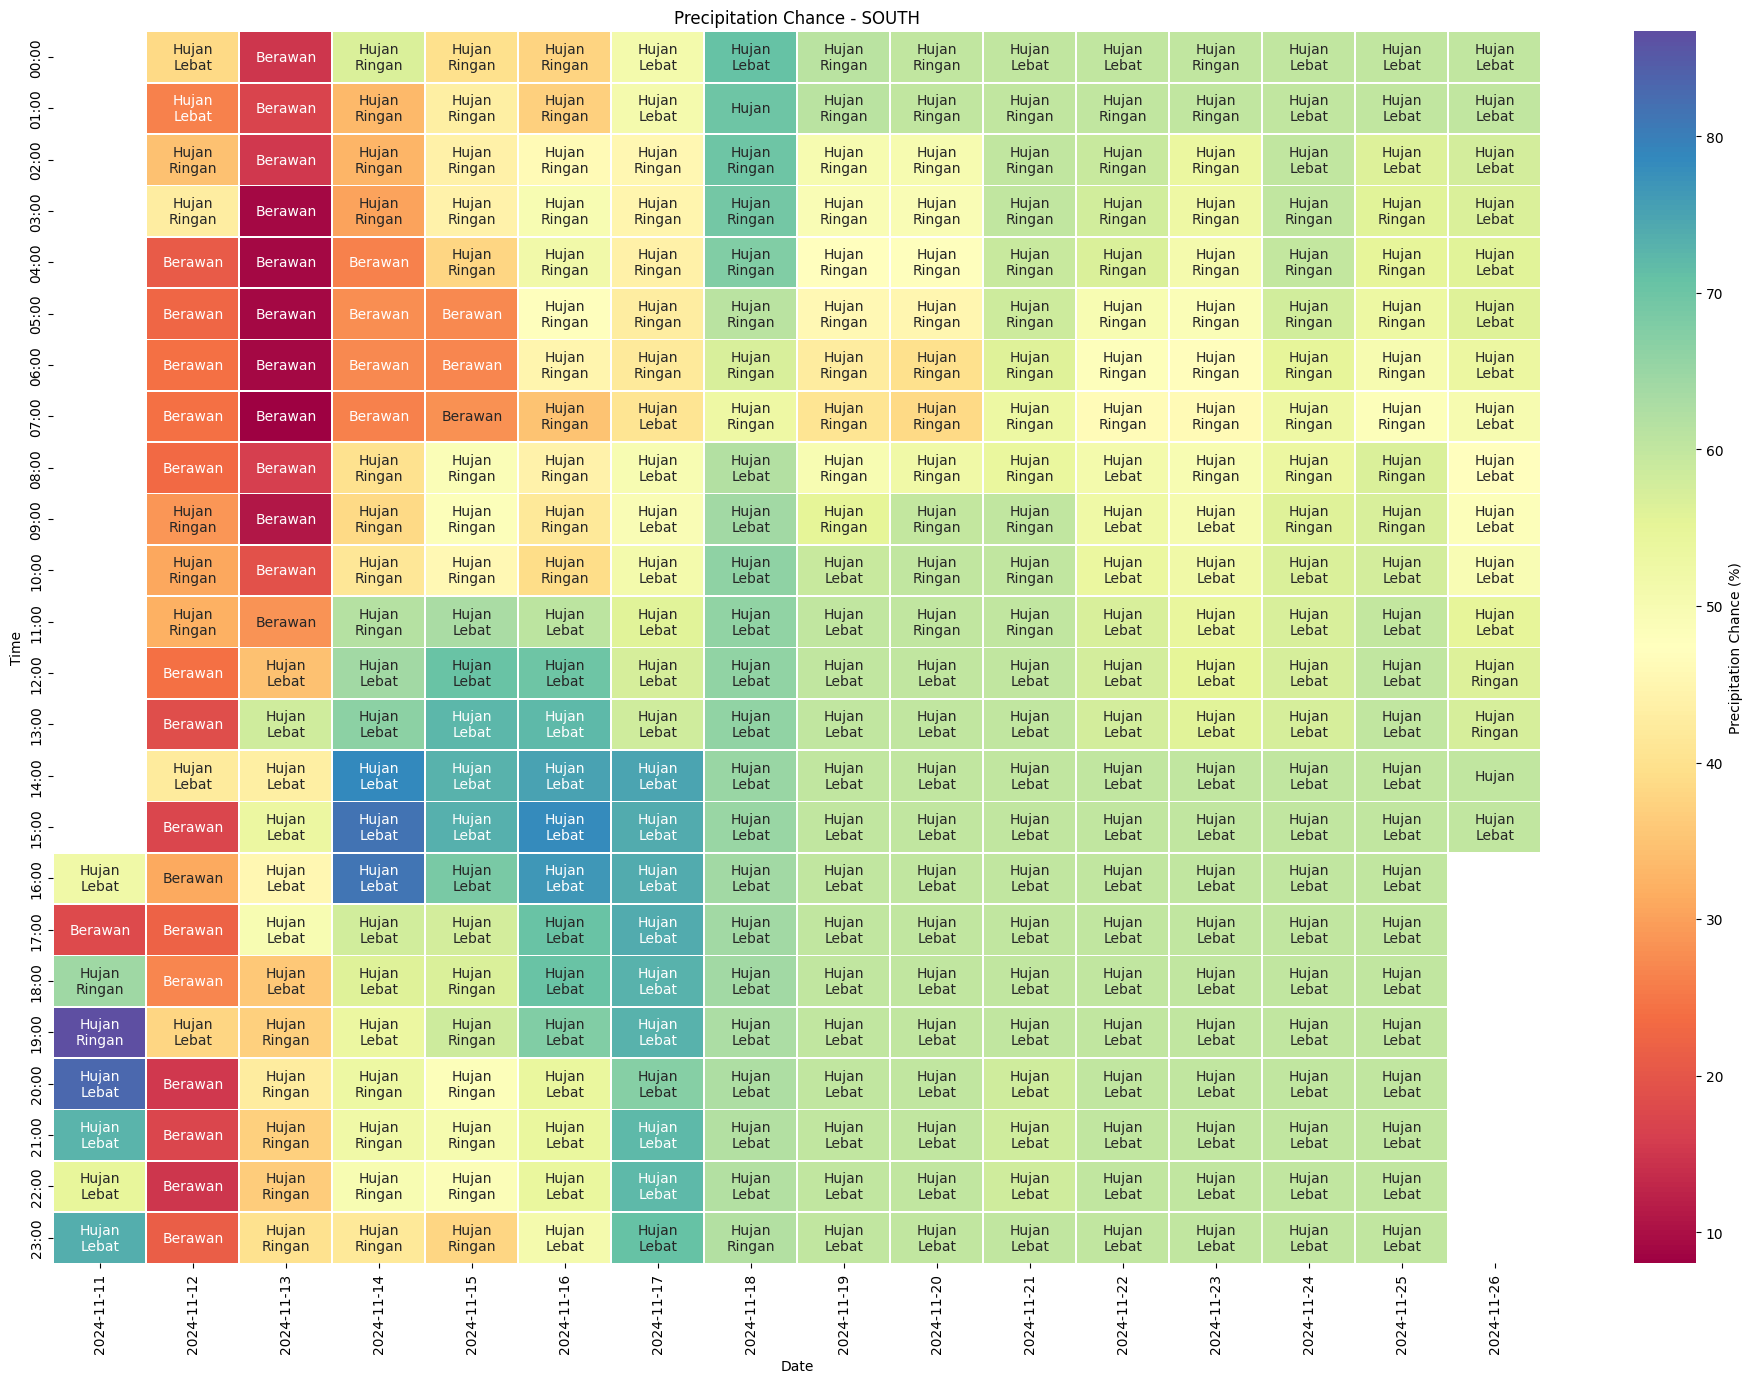 Precipitation Chance - SOUTH
00:00 Hujan Lebat Berawan Hujan Ringan Hujan Ringan Hujan Ringan Hujan Lebat Hujan Lebat Hujan Ringan Hujan Ringan Hujan Lebat Hujan Lebat Hujan Ringan Hujan Lebat Hujan Lebat Hujan Lebat
01:00 Hujan Lebat Berawan Hujan Ringan Hujan Ringan Hujan Ringan Hujan Lebat Hujan Hujan Ringan Hujan Ringan Hujan Ringan Hujan Ringan Hujan Ringan Hujan Lebat Hujan Lebat Hujan Lebat
02:00 Hujan Ringan Berawan Hujan Ringan Hujan Ringan Hujan Ringan Hujan Ringan Hujan Ringan Hujan Ringan Hujan Ringan Hujan Ringan Hujan Ringan Hujan Ringan Hujan Lebat Hujan Lebat Hujan Lebat
03:00 Hujan Ringan Berawan Hujan Ringan Hujan Ringan Hujan Ringan Hujan Ringan Hujan Ringan Hujan Ringan Hujan Ringan Hujan Ringan Hujan Ringan Hujan Ringan Hujan Ringan Hujan Ringan Hujan Lebat
04:00 Berawan Berawan Berawan Hujan Ringan Hujan Ringan Hujan Ringan Hujan Ringan Hujan Ringan Hujan Ringan Hujan Ringan Hujan Ringan Hujan Ringan Hujan Ringan Hujan Ringan Hujan Lebat
05:00 Berawan Berawan Berawan Berawan Hujan Ringan Hujan Ringan Hujan Ringan Hujan Ringan Hujan Ringan Hujan Ringan Hujan Ringan Hujan Ringan Hujan Ringan Hujan Ringan Hujan Lebat
06:00 Berawan Berawan Berawan Berawan Hujan Ringan Hujan Ringan Hujan Ringan Hujan Ringan Hujan Ringan Hujan Ringan Hujan Ringan Hujan Ringan Hujan Ringan Hujan Ringan Hujan Lebat
07:00 Berawan Berawan Berawan Berawan Hujan Ringan Hujan Lebat Hujan Ringan Hujan Ringan Hujan Ringan Hujan Ringan Hujan Ringan Hujan Ringan Hujan Ringan Hujan Ringan Hujan Lebat
08:00 Berawan Berawan Hujan Ringan Hujan Ringan Hujan Ringan Hujan Lebat Hujan Lebat Hujan Ringan Hujan Ringan Hujan Ringan Hujan Lebat Hujan Ringan Hujan Ringan Hujan Ringan Hujan Lebat
09:00 Hujan Ringan Berawan Hujan Ringan Hujan Ringan Hujan Ringan Hujan Lebat Hujan Lebat Hujan Ringan Hujan Ringan Hujan Ringan Hujan Lebat Hujan Lebat Hujan Ringan Hujan Ringan Hujan Lebat
10:00 Hujan Ringan Berawan Hujan Ringan Hujan Ringan Hujan Ringan Hujan Lebat Hujan Lebat Hujan Lebat Hujan Ringan Hujan Ringan Hujan Lebat Hujan Lebat Hujan Lebat Hujan Lebat Hujan Lebat
11:00 Hujan Ringan Berawan Hujan Ringan Hujan Lebat Hujan Lebat Hujan Lebat Hujan Lebat Hujan Lebat Hujan Ringan Hujan Ringan Hujan Lebat Hujan Lebat Hujan Lebat Hujan Lebat Hujan Lebat
12:00 Berawan Hujan Lebat Hujan Lebat Hujan Lebat Hujan Lebat Hujan Lebat Hujan Lebat Hujan Lebat Hujan Lebat Hujan Lebat Hujan Lebat Hujan Lebat Hujan Lebat Hujan Lebat Hujan Ringan
13:00 Berawan Hujan Lebat Hujan Lebat Hujan Lebat Hujan Lebat Hujan Lebat Hujan Lebat Hujan Lebat Hujan Lebat Hujan Lebat Hujan Lebat Hujan Lebat Hujan Lebat Hujan Lebat Hujan Ringan
14:00 Hujan Lebat Hujan Lebat Hujan Lebat Hujan Lebat Hujan Lebat Hujan Lebat Hujan Lebat Hujan Lebat Hujan Lebat Hujan Lebat Hujan Lebat Hujan Lebat Hujan Lebat Hujan Lebat Hujan
15:00 Berawan Hujan Lebat Hujan Lebat Hujan Lebat Hujan Lebat Hujan Lebat Hujan Lebat Hujan Lebat Hujan Lebat Hujan Lebat Hujan Lebat Hujan Lebat Hujan Lebat Hujan Lebat Hujan Lebat
16:00 Hujan Lebat Berawan Hujan Lebat Hujan Lebat Hujan Lebat Hujan Lebat Hujan Lebat Hujan Lebat Hujan Lebat Hujan Lebat Hujan Lebat Hujan Lebat Hujan Lebat Hujan Lebat Hujan Lebat
17:00 Berawan Berawan Hujan Lebat Hujan Lebat Hujan Lebat Hujan Lebat Hujan Lebat Hujan Lebat Hujan Lebat Hujan Lebat Hujan Lebat Hujan Lebat Hujan Lebat Hujan Lebat Hujan Lebat
18:00 Hujan Ringan Berawan Hujan Lebat Hujan Lebat Hujan Ringan Hujan Lebat Hujan Lebat Hujan Lebat Hujan Lebat Hujan Lebat Hujan Lebat Hujan Lebat Hujan Lebat Hujan Lebat Hujan Lebat
19:00 Hujan Ringan Hujan Lebat Hujan Ringan Hujan Lebat Hujan Ringan Hujan Lebat Hujan Lebat Hujan Lebat Hujan Lebat Hujan Lebat Hujan Lebat Hujan Lebat Hujan Lebat Hujan Lebat Hujan Lebat
20:00 Hujan Lebat Berawan Hujan Ringan Hujan Ringan Hujan Ringan Hujan Lebat Hujan Lebat Hujan Lebat Hujan Lebat Hujan Lebat Hujan Lebat Hujan Lebat Hujan Lebat Hujan Lebat Hujan Lebat
21:00 Hujan Lebat Berawan Hujan Ringan Hujan Ringan Hujan Ringan Hujan Lebat Hujan Lebat Hujan Lebat Hujan Lebat Hujan Lebat Hujan Lebat Hujan Lebat Hujan Lebat Hujan Lebat Hujan Lebat
22:00 Hujan Lebat Berawan Hujan Ringan Hujan Ringan Hujan Ringan Hujan Lebat Hujan Lebat Hujan Lebat Hujan Lebat Hujan Lebat Hujan Lebat Hujan Lebat Hujan Lebat Hujan Lebat Hujan Lebat
23:00 Hujan Lebat Berawan Hujan Ringan Hujan Ringan Hujan Ringan Hujan Lebat Hujan Lebat Hujan Ringan Hujan Lebat Hujan Lebat Hujan Lebat Hujan Lebat Hujan Lebat Hujan Lebat Hujan Lebat
Time
2024-11-11 2024-11-12 2024-11-13 2024-11-14 2024-11-15 2024-11-16 2024-11-17 2024-11-18 2024-11-19 2024-11-20 2024-11-21 2024-11-22 2024-11-23 2024-11-24 2024-11-25 2024-11-26
Date
80
70
60
50
40
30
20
10
Precipitation Chance (%)